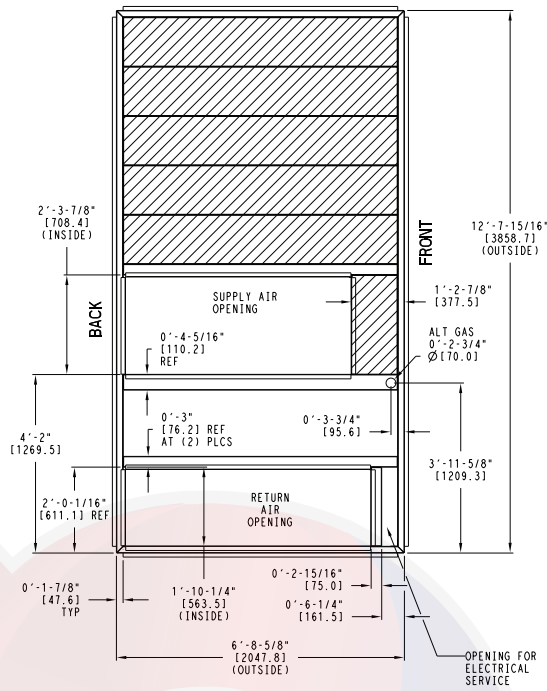 2'-3-7/8"
[708.4]
(INSIDE)
BACK
FRONT
12'-7-15/16"
[3858.7]
(OUTSIDE)
SUPPLY AIR
OPENING
1'-2-7/8"
[377.5]
0'-4-5/16"
[110.2]
REF
ALT GAS
0'-2-3/4"
Ø[70.0]
4'-2"
[1269.5]
0'-3"
[76.2] REF
AT (2) PLCS
0'-3-3/4"
[95.6]
3'-11-5/8"
[1209.3]
2'-0-1/16"
[611.1] REF
RETURN
AIR
OPENING
0'-1-7/8"
[47.6]
TYP
1'-10-1/4"
[563.5]
(INSIDE)
0'-2-15/16"
[75.0]
0'-6-1/4"
[161.5]
6'-8-5/8"
[2047.8]
(OUTSIDE)
OPENING FOR
ELECTRICAL
SERVICE